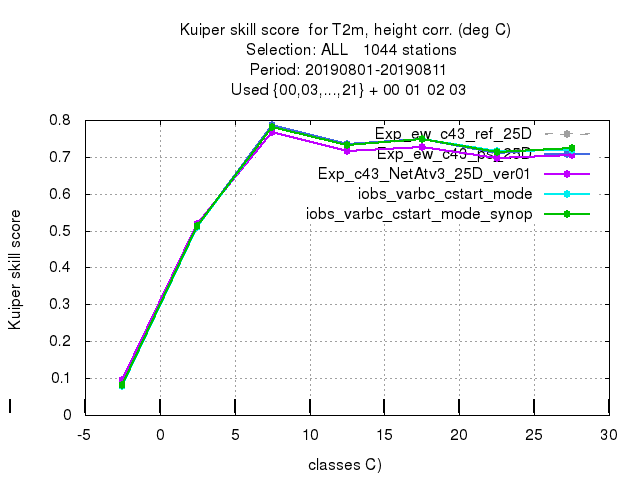 Kuiper skill score for T2m, height corr. (deg C)
Selection: ALL 1044 stations
Period: 20190801-20190811
Used {00,03,...,21} + 00 01 02 03
Kuiper skill score
0.8
0.7
0.6
0.5
0.4
0.3
0.2
0.1
0
Exp_ew_c43_ref_25D
Exp_ew_c43_ps_25D
Exp_c43_NetAtv3_25D_ver01
iobs_varbc_cstart_mode
iobs_varbc_cstart_mode_synop
-5 0 5 10 15 20 25 30
classes C)